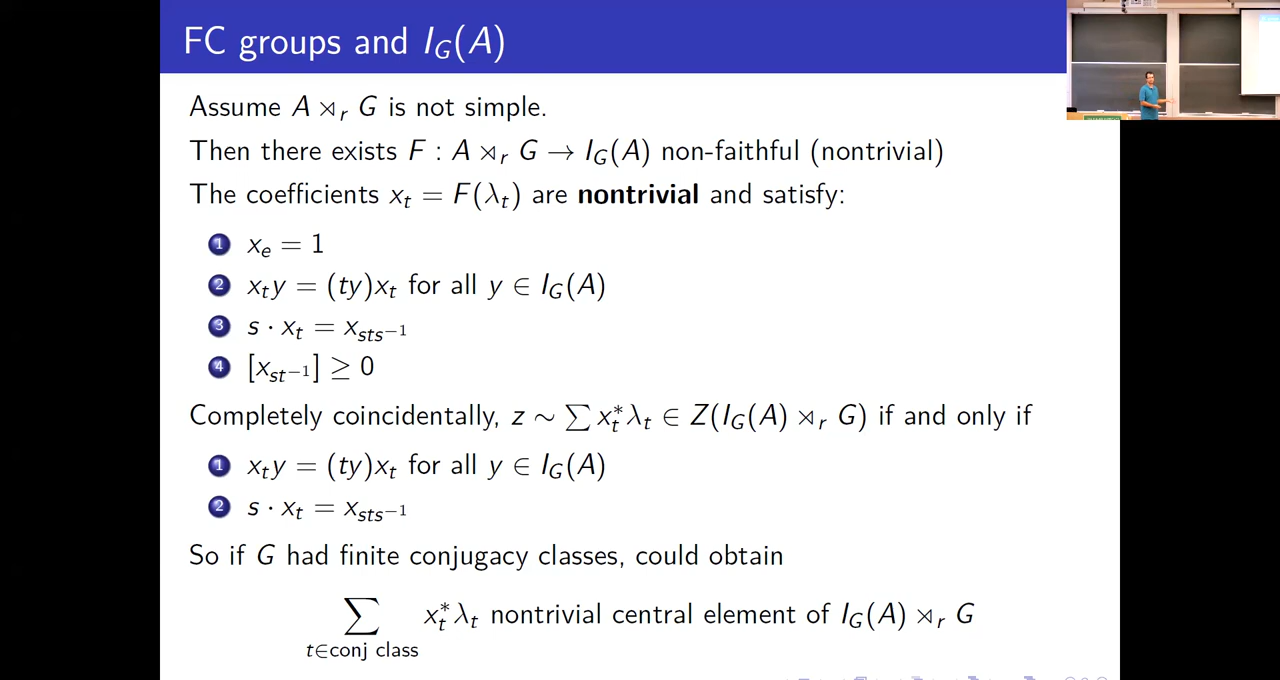 FC groups and I_G(A)
Assume A ⋊_r G is not simple.
Then there exists F : A ⋊_r G → I_G(A) non-faithful (nontrivial)
The coefficients x_t = F(λ_t) are nontrivial and satisfy:
1 x_e = 1
2 x_t y = (ty)x_t for all y ∈ I_G(A)
3 s · x_t = x_{sts^{-1}}
4 [x_{st^{-1}}] ≥ 0
Completely coincidentally, z ∼ ∑ x_t^* λ_t ∈ Z(I_G(A) ⋊_r G) if and only if
1 x_t y = (ty)x_t for all y ∈ I_G(A)
2 s · x_t = x_{sts^{-1}}
So if G had finite conjugacy classes, could obtain
∑_{t∈conj class} x_t^* λ_t nontrivial central element of I_G(A) ⋊_r G